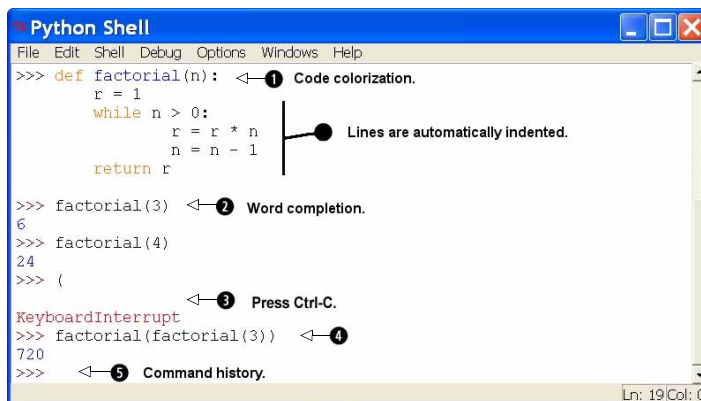 Python Shell
File Edit Shell Debug Options Windows Help
>>> def factorial(n): 1 Code colorization.
        r = 1
        while n > 0:
                r = r * n
                n = n - 1
        return r
Lines are automatically indented.
>>> factorial(3) 2 Word completion.
6
>>> factorial(4)
24
>>> (
3 Press Ctrl-C.
KeyboardInterrupt
>>> factorial(factorial(3)) 4
720
>>> 5 Command history.
Ln: 19 Col: 0